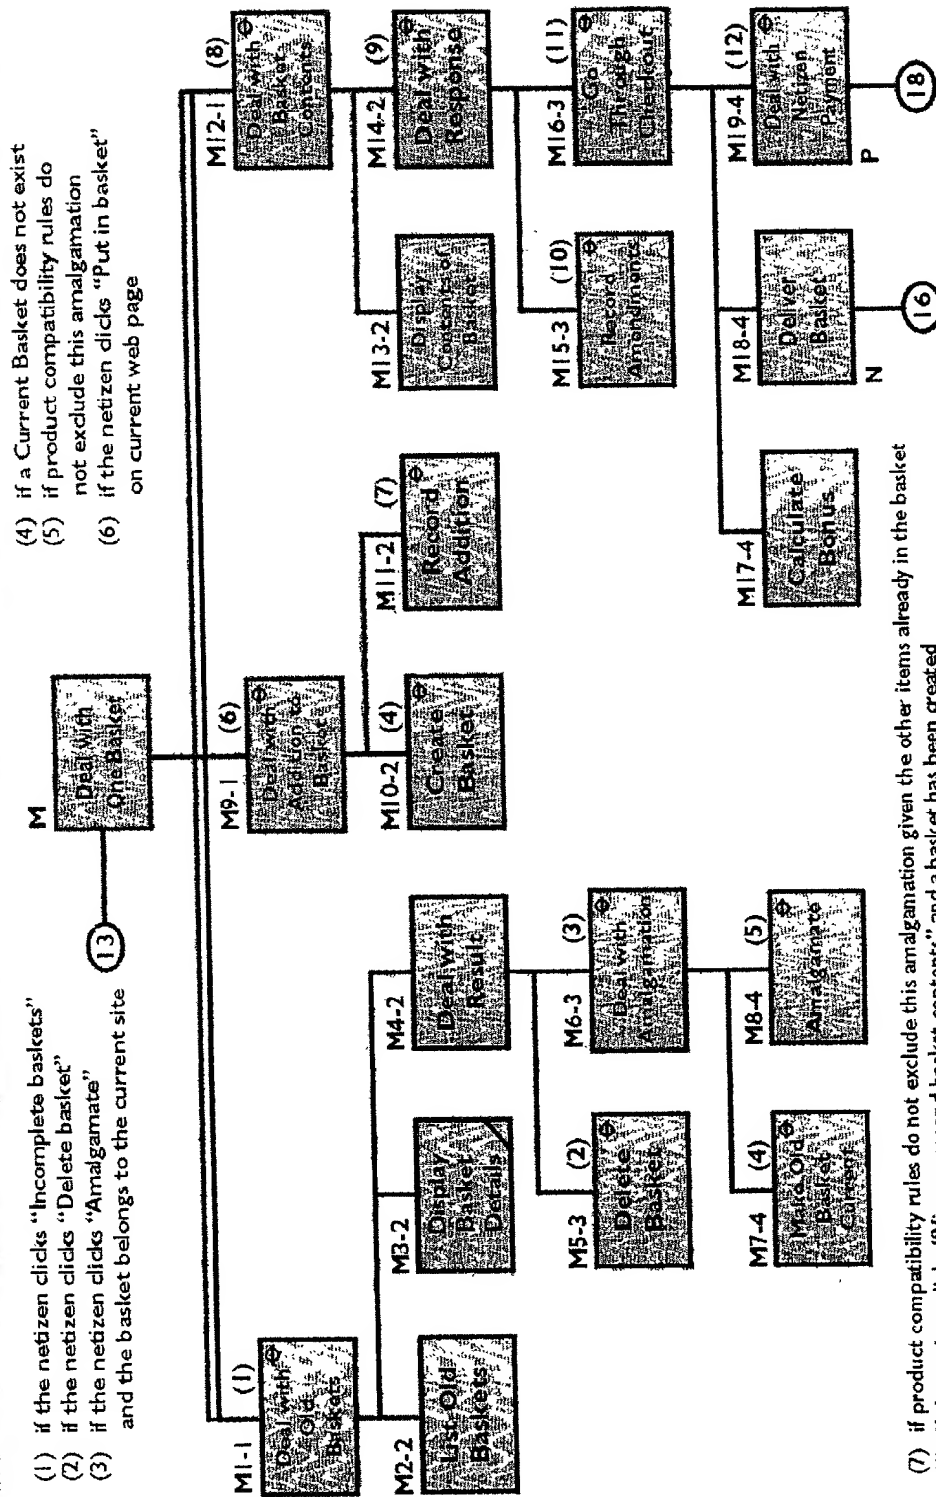 (1) if the netizen clicks "Incomplete baskets"
(2) if the netizen clicks "Delete basket"
(3) if the netizen clicks "Amalgamate"
and the basket belongs to the current site
(4) if a Current Basket does not exist
(5) if product compatibility rules do
not exclude this amalgamation
(6) if the netizen clicks "Put in basket"
on current web page
M
Deal with
One Basket
13
M1-1 (1)
Deal with
Old
Baskets
M9-1 (6)
Deal with
Addition to
Basket
M12-1 (8)
Deal with
Basket
Contents
M2-2
List Old
Baskets
M3-2
Display
Basket
Details
M4-2
Deal with
Result
M10-2 (4)
Create
Basket
M11-2 (7)
Record
Addition
M13-2
Display
Contents of
Basket
M14-2 (9)
Deal with
Response
M5-3 (2)
Delete
Basket
M6-3 (3)
Deal with
Amalgamation
M15-3 (10)
Record
Amendments
M16-3 (11)
Go
Through
Checkout
M7-4 (4)
Make Old
Basket
Current
M8-4 (5)
Amalgamate
M17-4
Calculate
Bonus
M18-4
Deliver
Basket
N
16
M19-4 (12)
Deal with
Netizen
Payment
P
18
(7) if product compatibility rules do not exclude this amalgamation given the other items already in the basket
basket contents" and a basket has been created